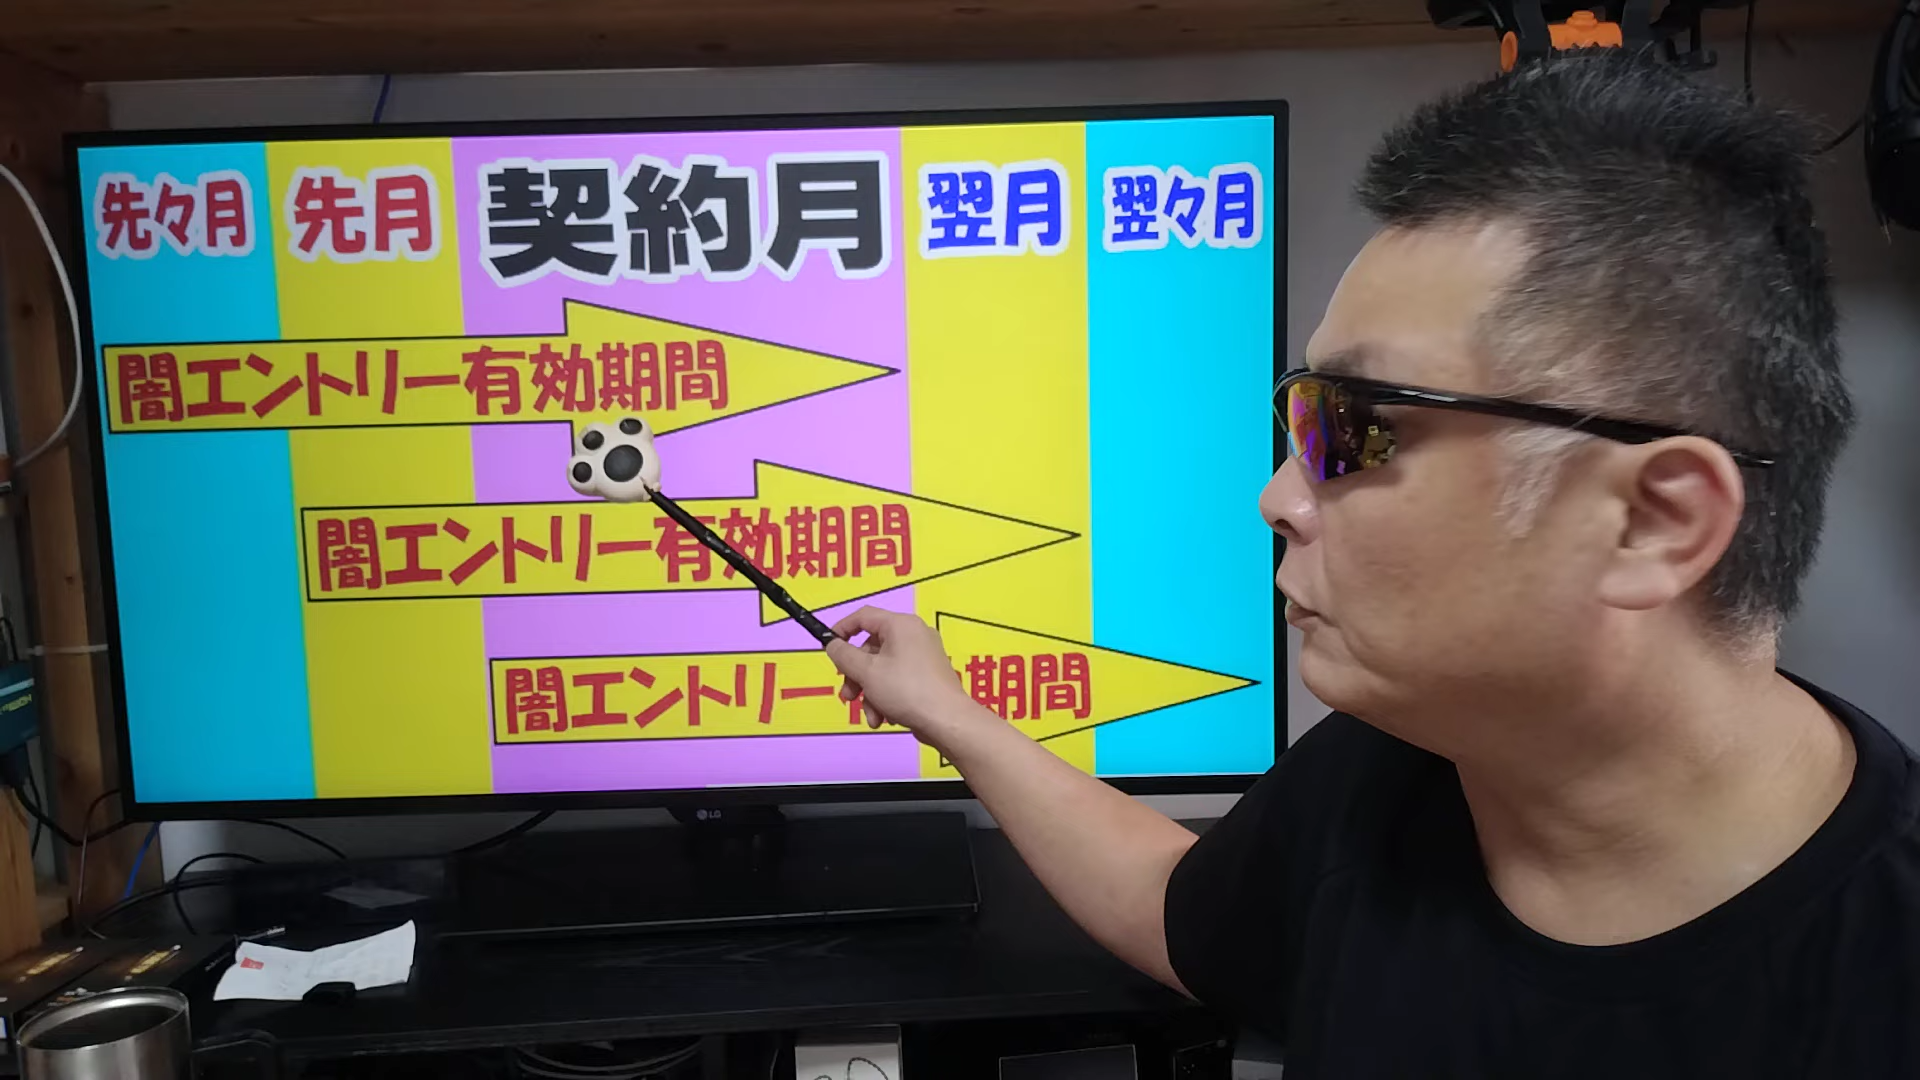 先々月 先月 契約月 翌月 翌々月
闇エントリー有効期間
闇エントリー有効期間
闇エントリー有 期間
LG